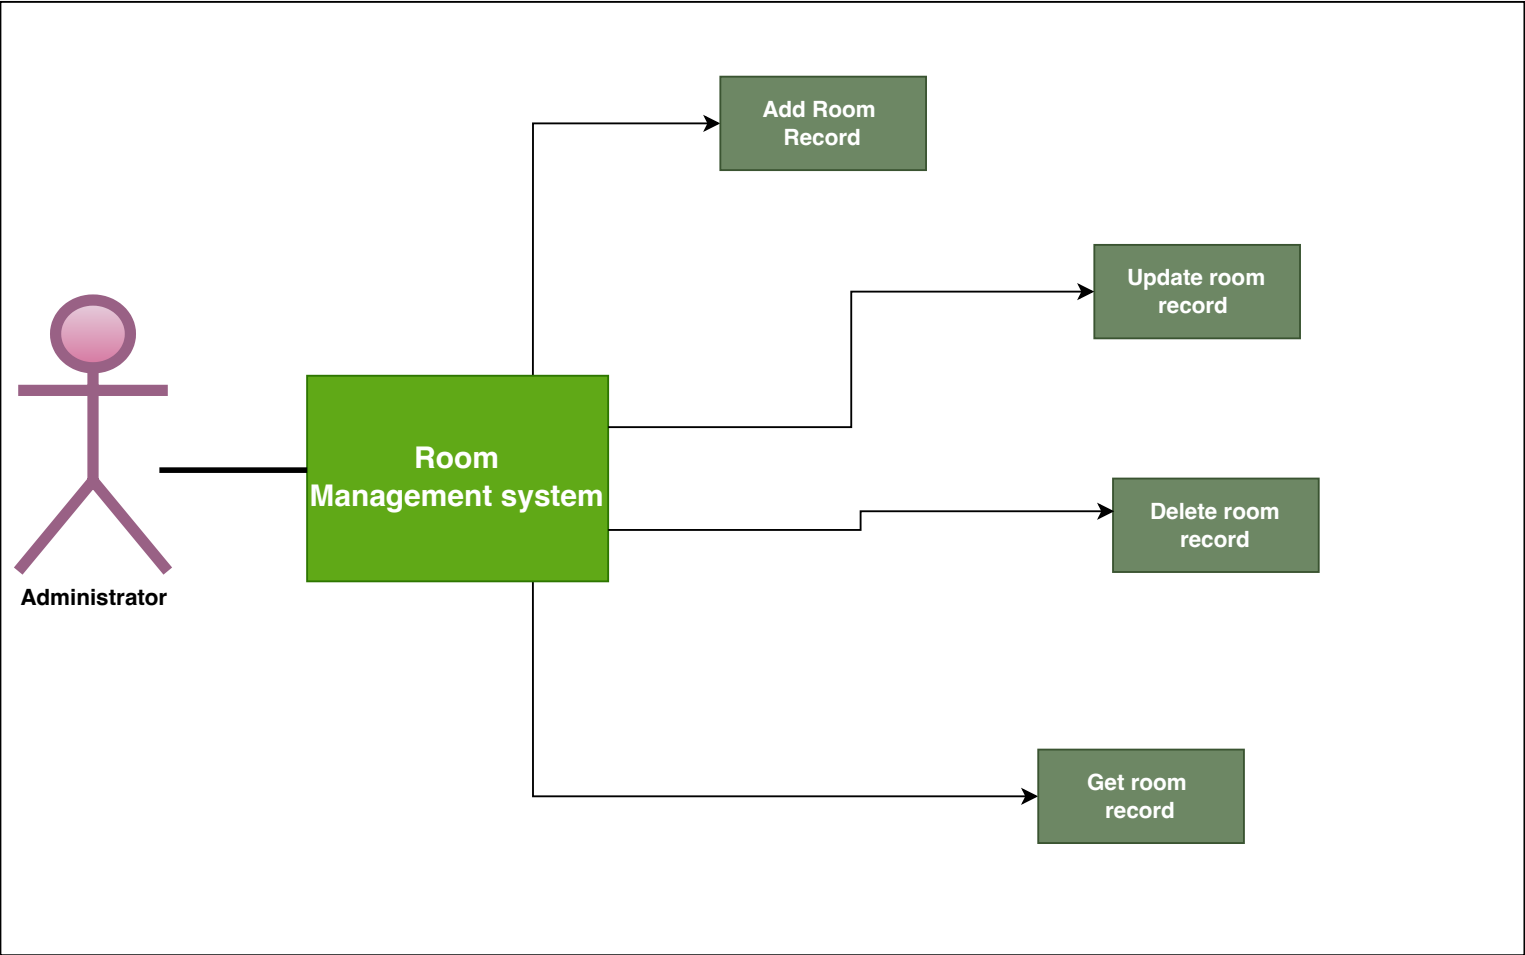 Add Room
Record
Update room
record
Room
Management system
Delete room
record
Administrator
Get room
record